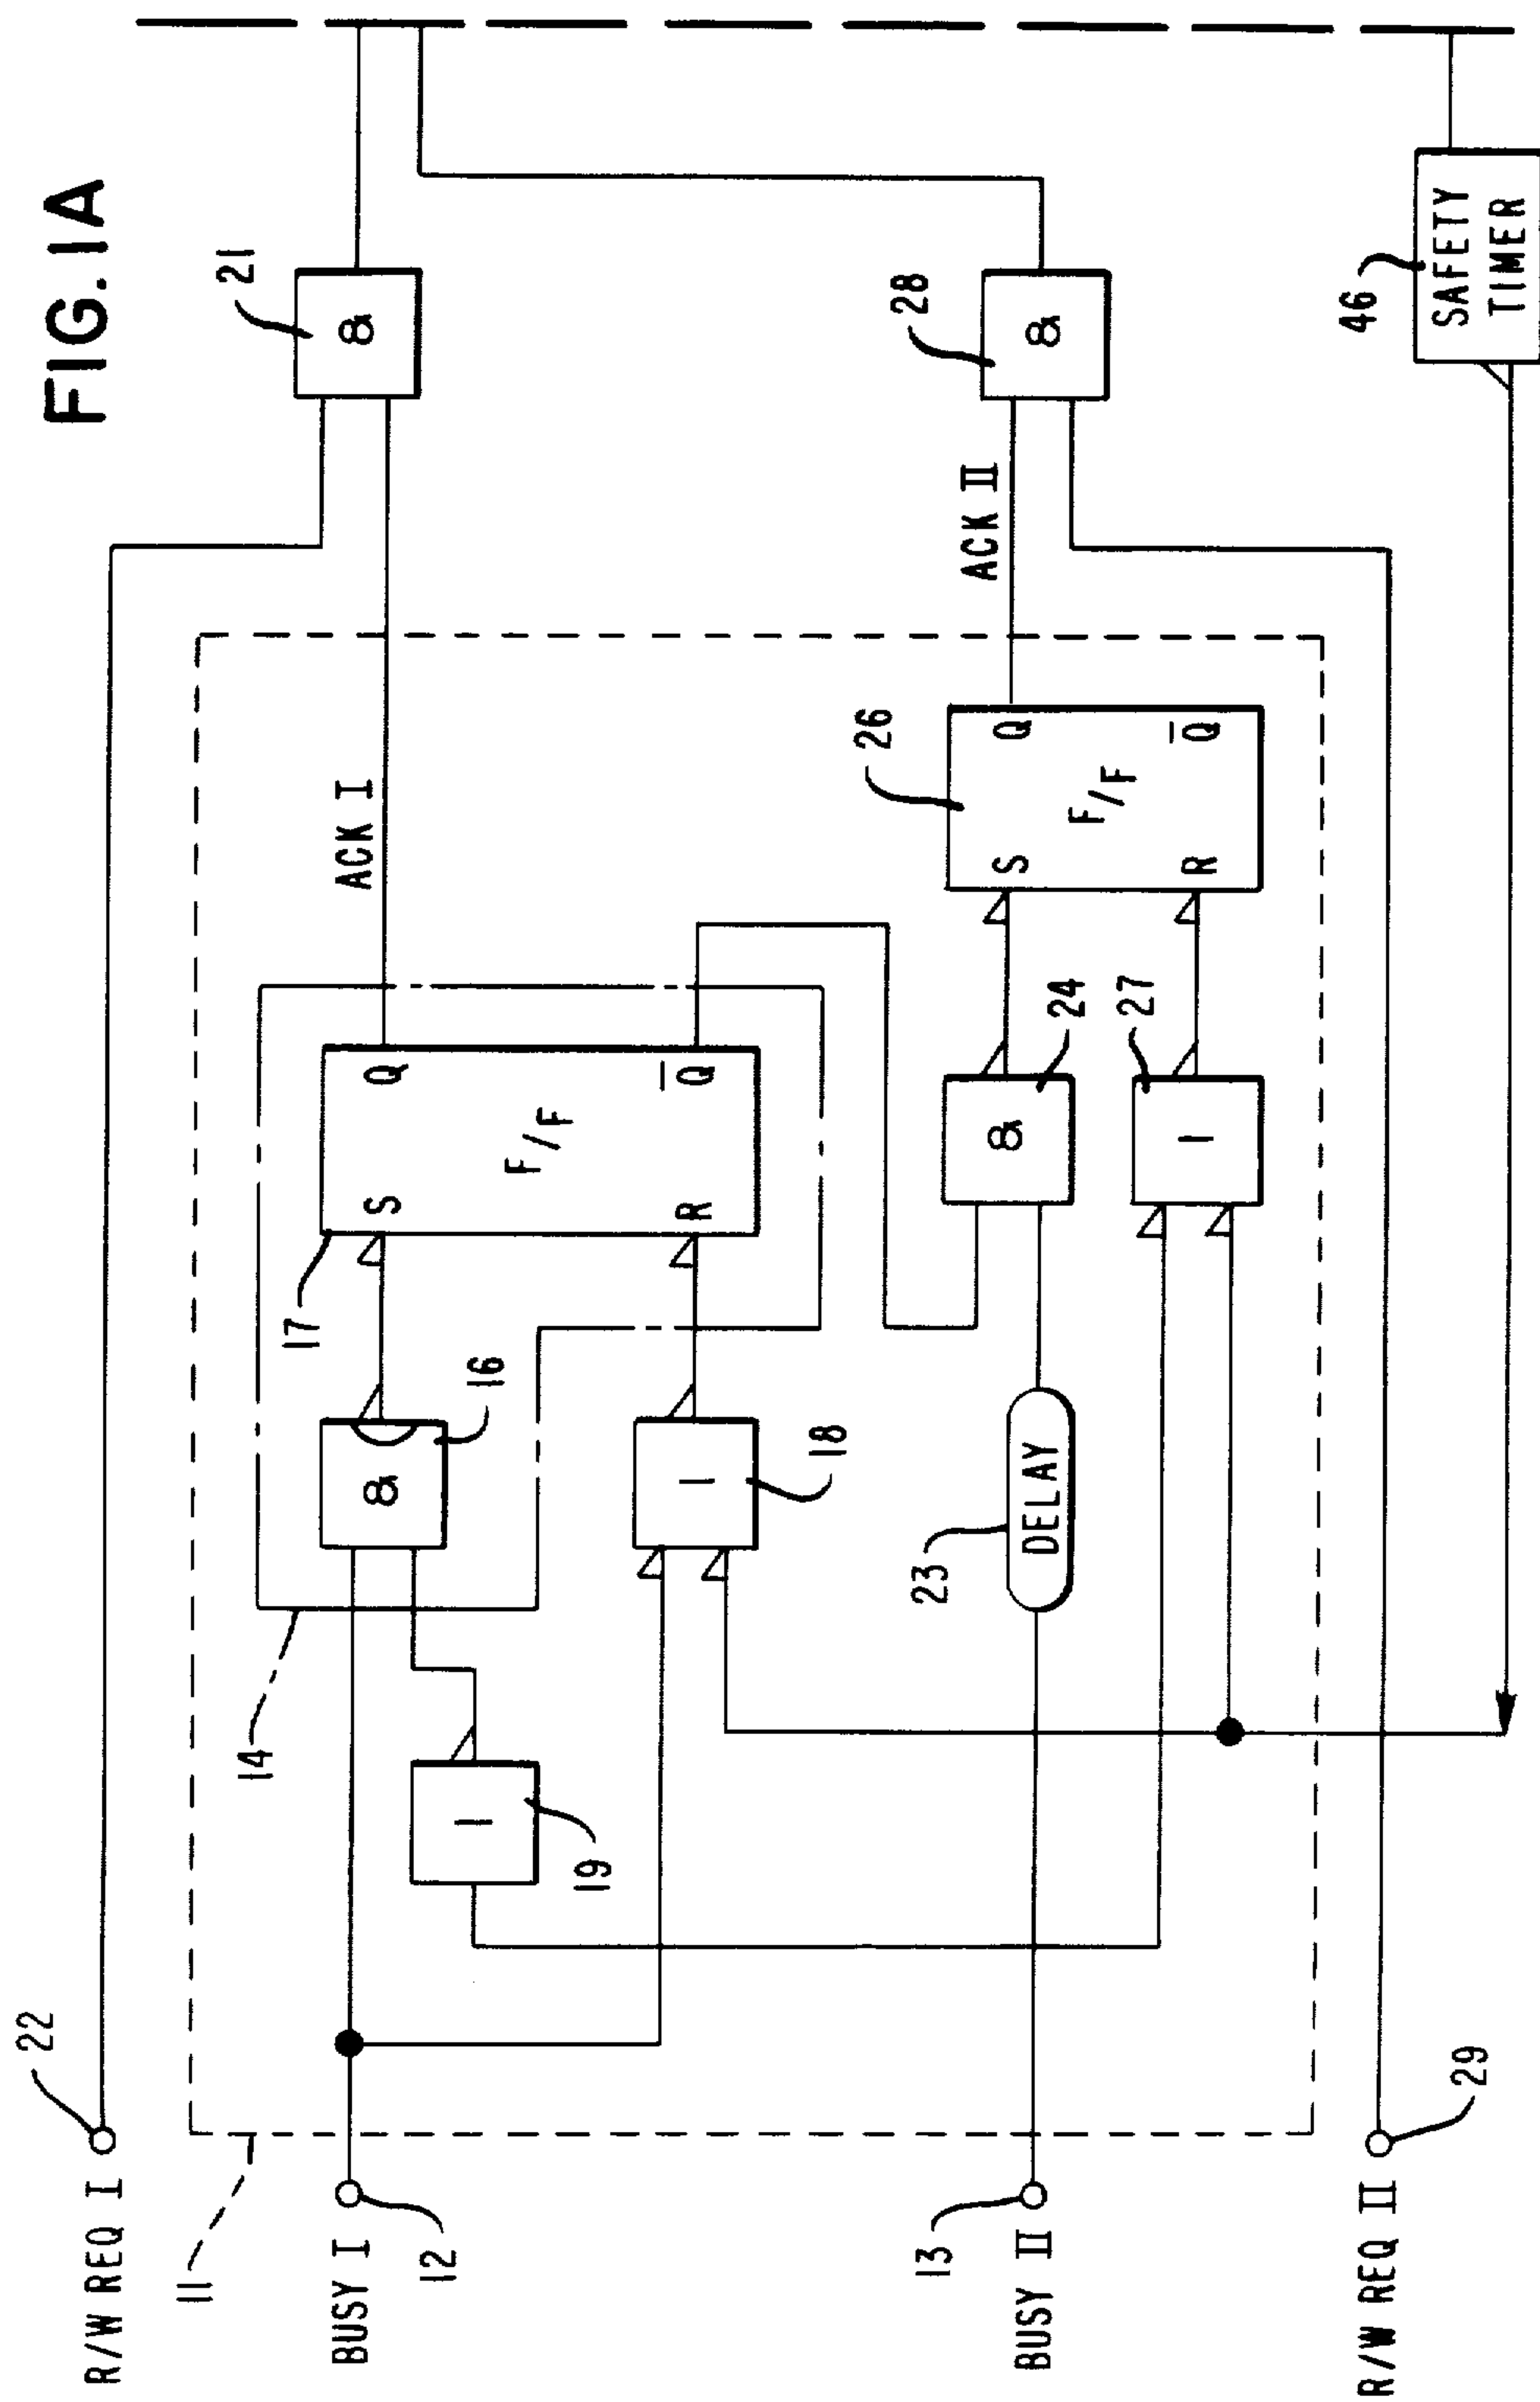 FIG. 1A
R/W REQ I
22
21
&
11
BUSY I
12
14
&
16
17
S
Q
F/F
R
Q̅
ACK I
1
19
1
18
BUSY II
13
23
DELAY
&
24
1
27
26
S
Q
F/F
R
Q̅
ACK II
28
&
R/W REQ II
29
46
SAFETY
TIMER